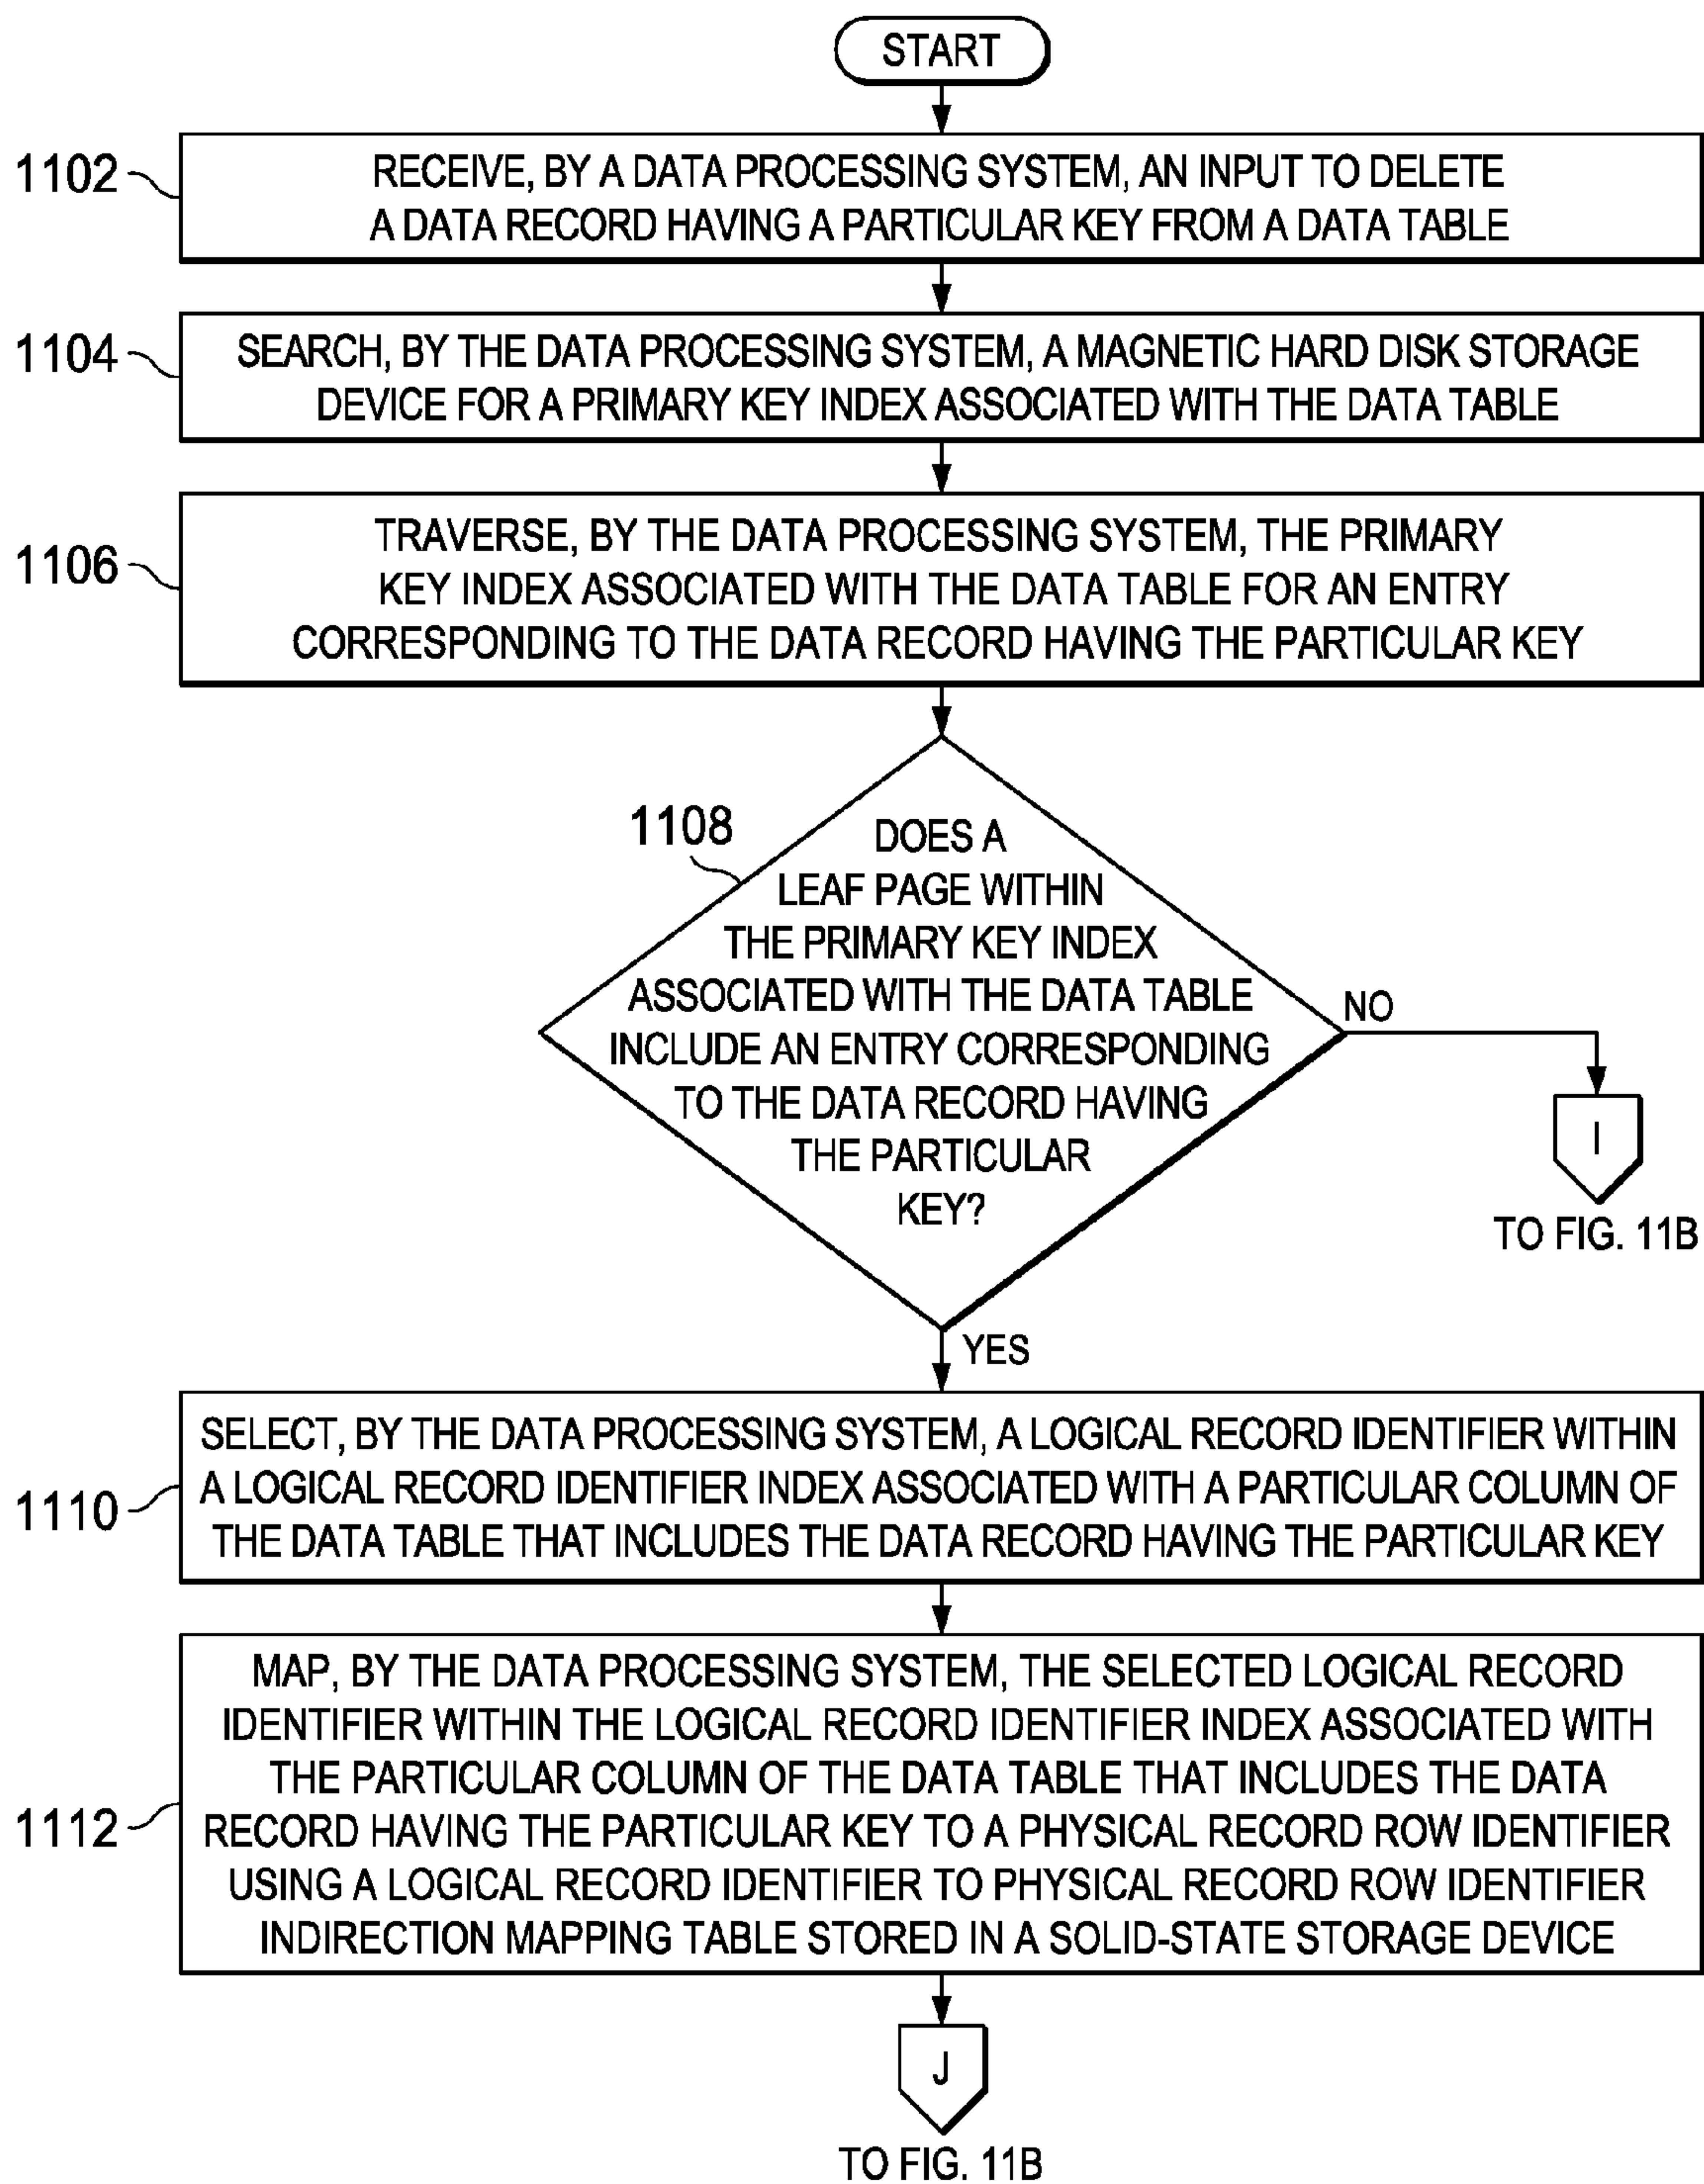 START
1102
RECEIVE, BY A DATA PROCESSING SYSTEM, AN INPUT TO DELETE
A DATA RECORD HAVING A PARTICULAR KEY FROM A DATA TABLE
1104
SEARCH, BY THE DATA PROCESSING SYSTEM, A MAGNETIC HARD DISK STORAGE
DEVICE FOR A PRIMARY KEY INDEX ASSOCIATED WITH THE DATA TABLE
1106
TRAVERSE, BY THE DATA PROCESSING SYSTEM, THE PRIMARY
KEY INDEX ASSOCIATED WITH THE DATA TABLE FOR AN ENTRY
CORRESPONDING TO THE DATA RECORD HAVING THE PARTICULAR KEY
1108
DOES A
LEAF PAGE WITHIN
THE PRIMARY KEY INDEX
ASSOCIATED WITH THE DATA TABLE
INCLUDE AN ENTRY CORRESPONDING
TO THE DATA RECORD HAVING
THE PARTICULAR
KEY?
NO
I
TO FIG. 11B
YES
1110
SELECT, BY THE DATA PROCESSING SYSTEM, A LOGICAL RECORD IDENTIFIER WITHIN
A LOGICAL RECORD IDENTIFIER INDEX ASSOCIATED WITH A PARTICULAR COLUMN OF
THE DATA TABLE THAT INCLUDES THE DATA RECORD HAVING THE PARTICULAR KEY
1112
MAP, BY THE DATA PROCESSING SYSTEM, THE SELECTED LOGICAL RECORD
IDENTIFIER WITHIN THE LOGICAL RECORD IDENTIFIER INDEX ASSOCIATED WITH
THE PARTICULAR COLUMN OF THE DATA TABLE THAT INCLUDES THE DATA
RECORD HAVING THE PARTICULAR KEY TO A PHYSICAL RECORD ROW IDENTIFIER
USING A LOGICAL RECORD IDENTIFIER TO PHYSICAL RECORD ROW IDENTIFIER
INDIRECTION MAPPING TABLE STORED IN A SOLID-STATE STORAGE DEVICE
J
TO FIG. 11B